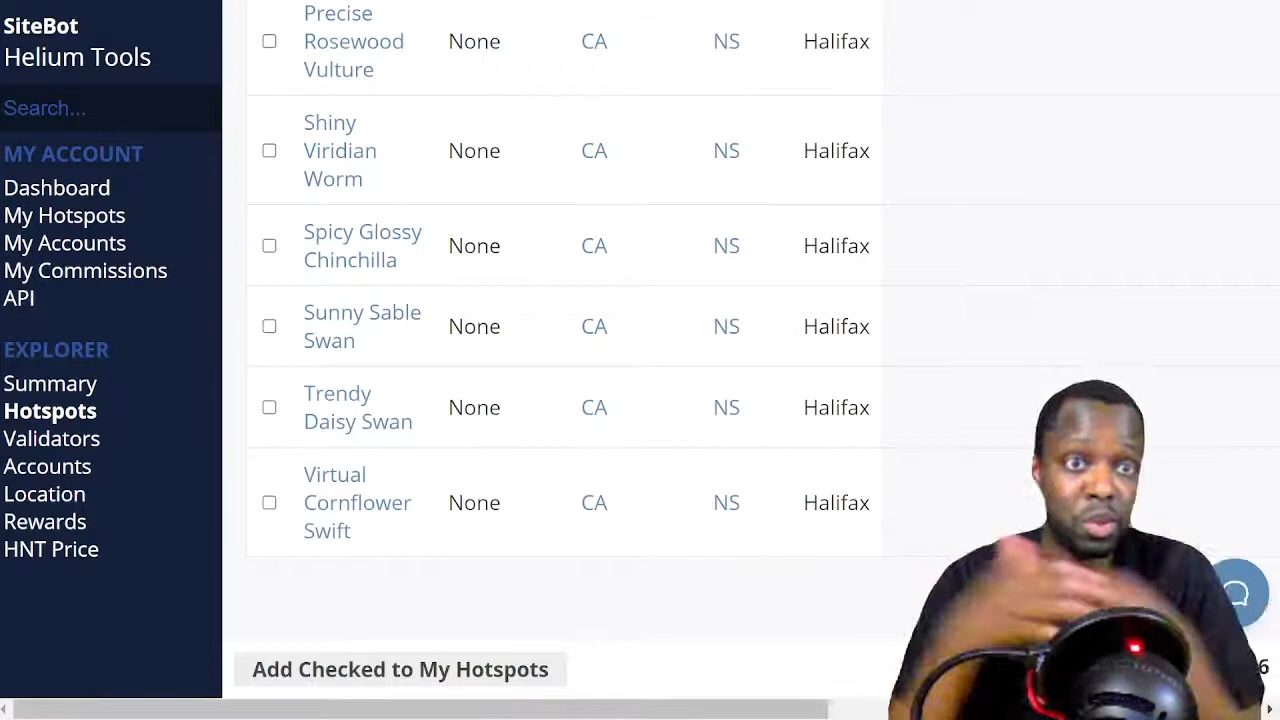 SiteBot
Helium Tools
Search...
MY ACCOUNT
Dashboard
My Hotspots
My Accounts
My Commissions
API
EXPLORER
Summary
Hotspots
Validators
Accounts
Location
Rewards
HNT Price
Precise
Rosewood None CA NS Halifax
Vulture
Shiny
Viridian None CA NS Halifax
Worm
Spicy Glossy
Chinchilla
None CA NS Halifax
Sunny Sable
Swan
None CA NS Halifax
Trendy
Daisy Swan
None CA NS Halifax
Virtual
Cornflower None CA NS Halifax
Swift
Add Checked to My Hotspots